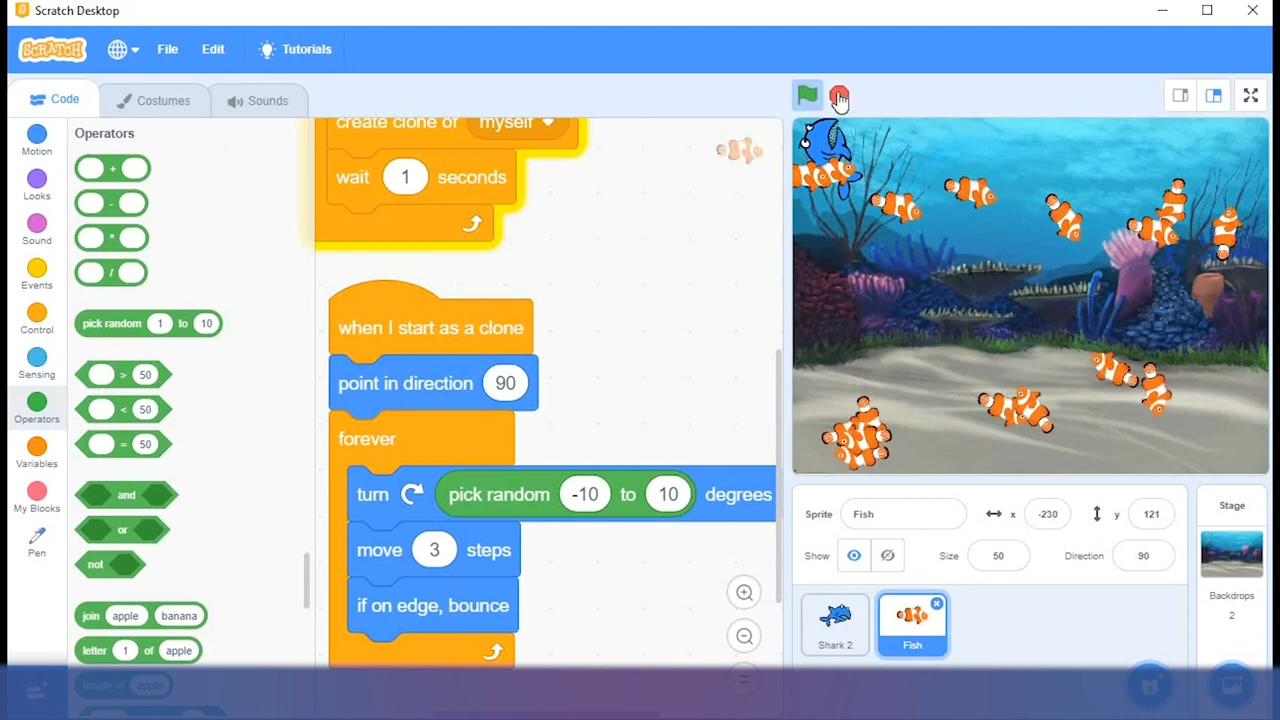 Scratch Desktop
SCRATCH
File
Edit
Tutorials
Code
Costumes
Sounds
Motion
Looks
Sound
Events
Control
Sensing
Operators
Variables
My Blocks
Pen
Operators
+
-
*
/
pick random 1 to 10
> 50
< 50
= 50
and
or
not
join apple banana
letter 1 of apple
length of apple
create clone of myself
wait 1 seconds
when I start as a clone
point in direction 90
forever
turn pick random -10 to 10 degrees
move 3 steps
if on edge, bounce
Sprite Fish x -230 y 121
Show Size 50 Direction 90
Shark 2
Fish
Stage
Backdrops
2